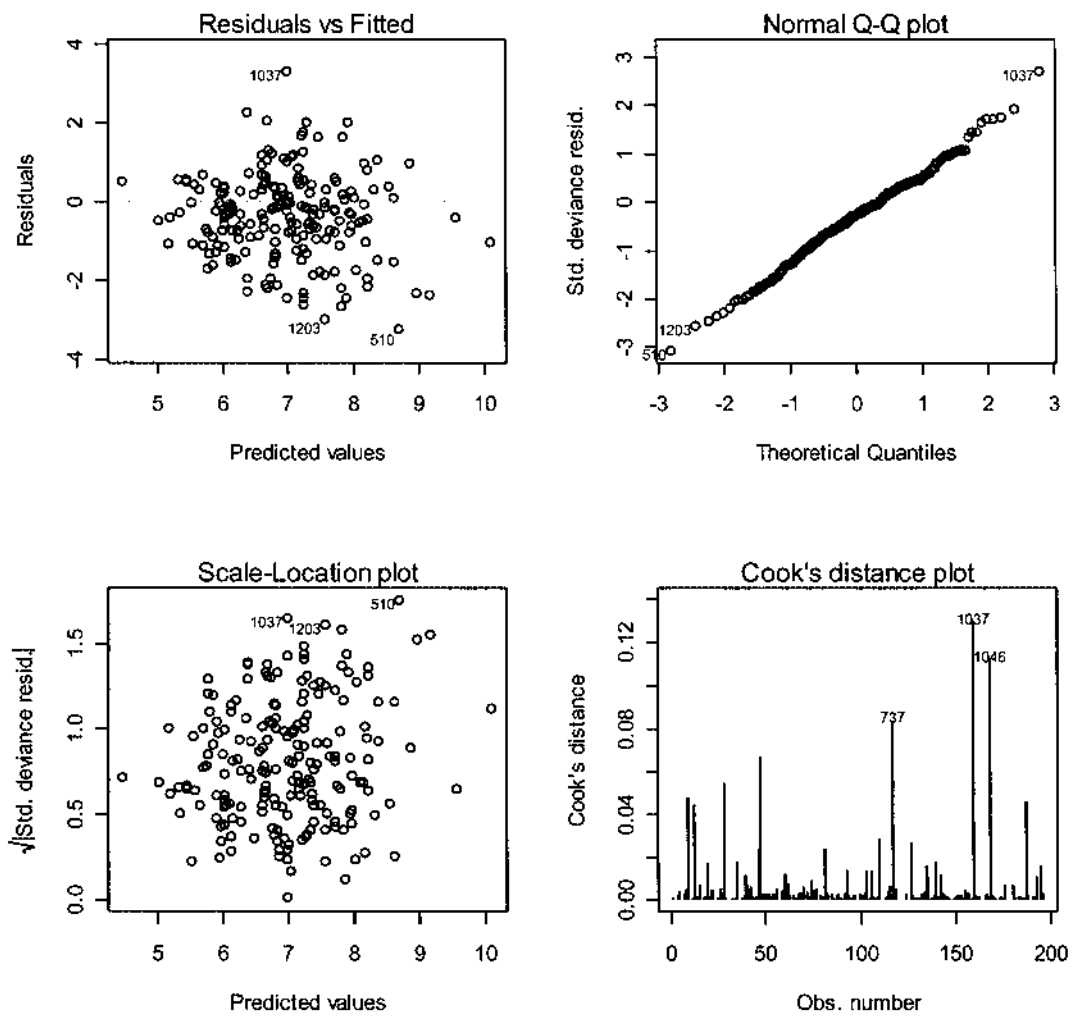 Residuals vs Fitted
4
2
0
-2
-4
Residuals
1037
1203
510
5 6 7 8 9 10
Predicted values
Normal Q-Q plot
3
2
1
0
-1
-2
-3
Std. deviance resid.
1037
1203
510
-3 -2 -1 0 1 2 3
Theoretical Quantiles
Scale-Location plot
1.5
1.0
0.5
0.0
√|Std. deviance resid.|
510
1037
1203
5 6 7 8 9 10
Predicted values
Cook's distance plot
0.12
0.08
0.04
0.00
Cook's distance
1037
1046
737
0 50 100 150 200
Obs. number